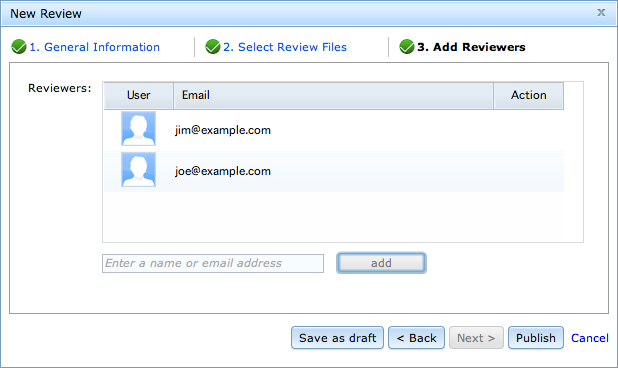 New Review x
1. General Information 2. Select Review Files 3. Add Reviewers
Reviewers: User Email Action
jim@example.com
joe@example.com
Enter a name or email address add
Save as draft < Back Next > Publish Cancel